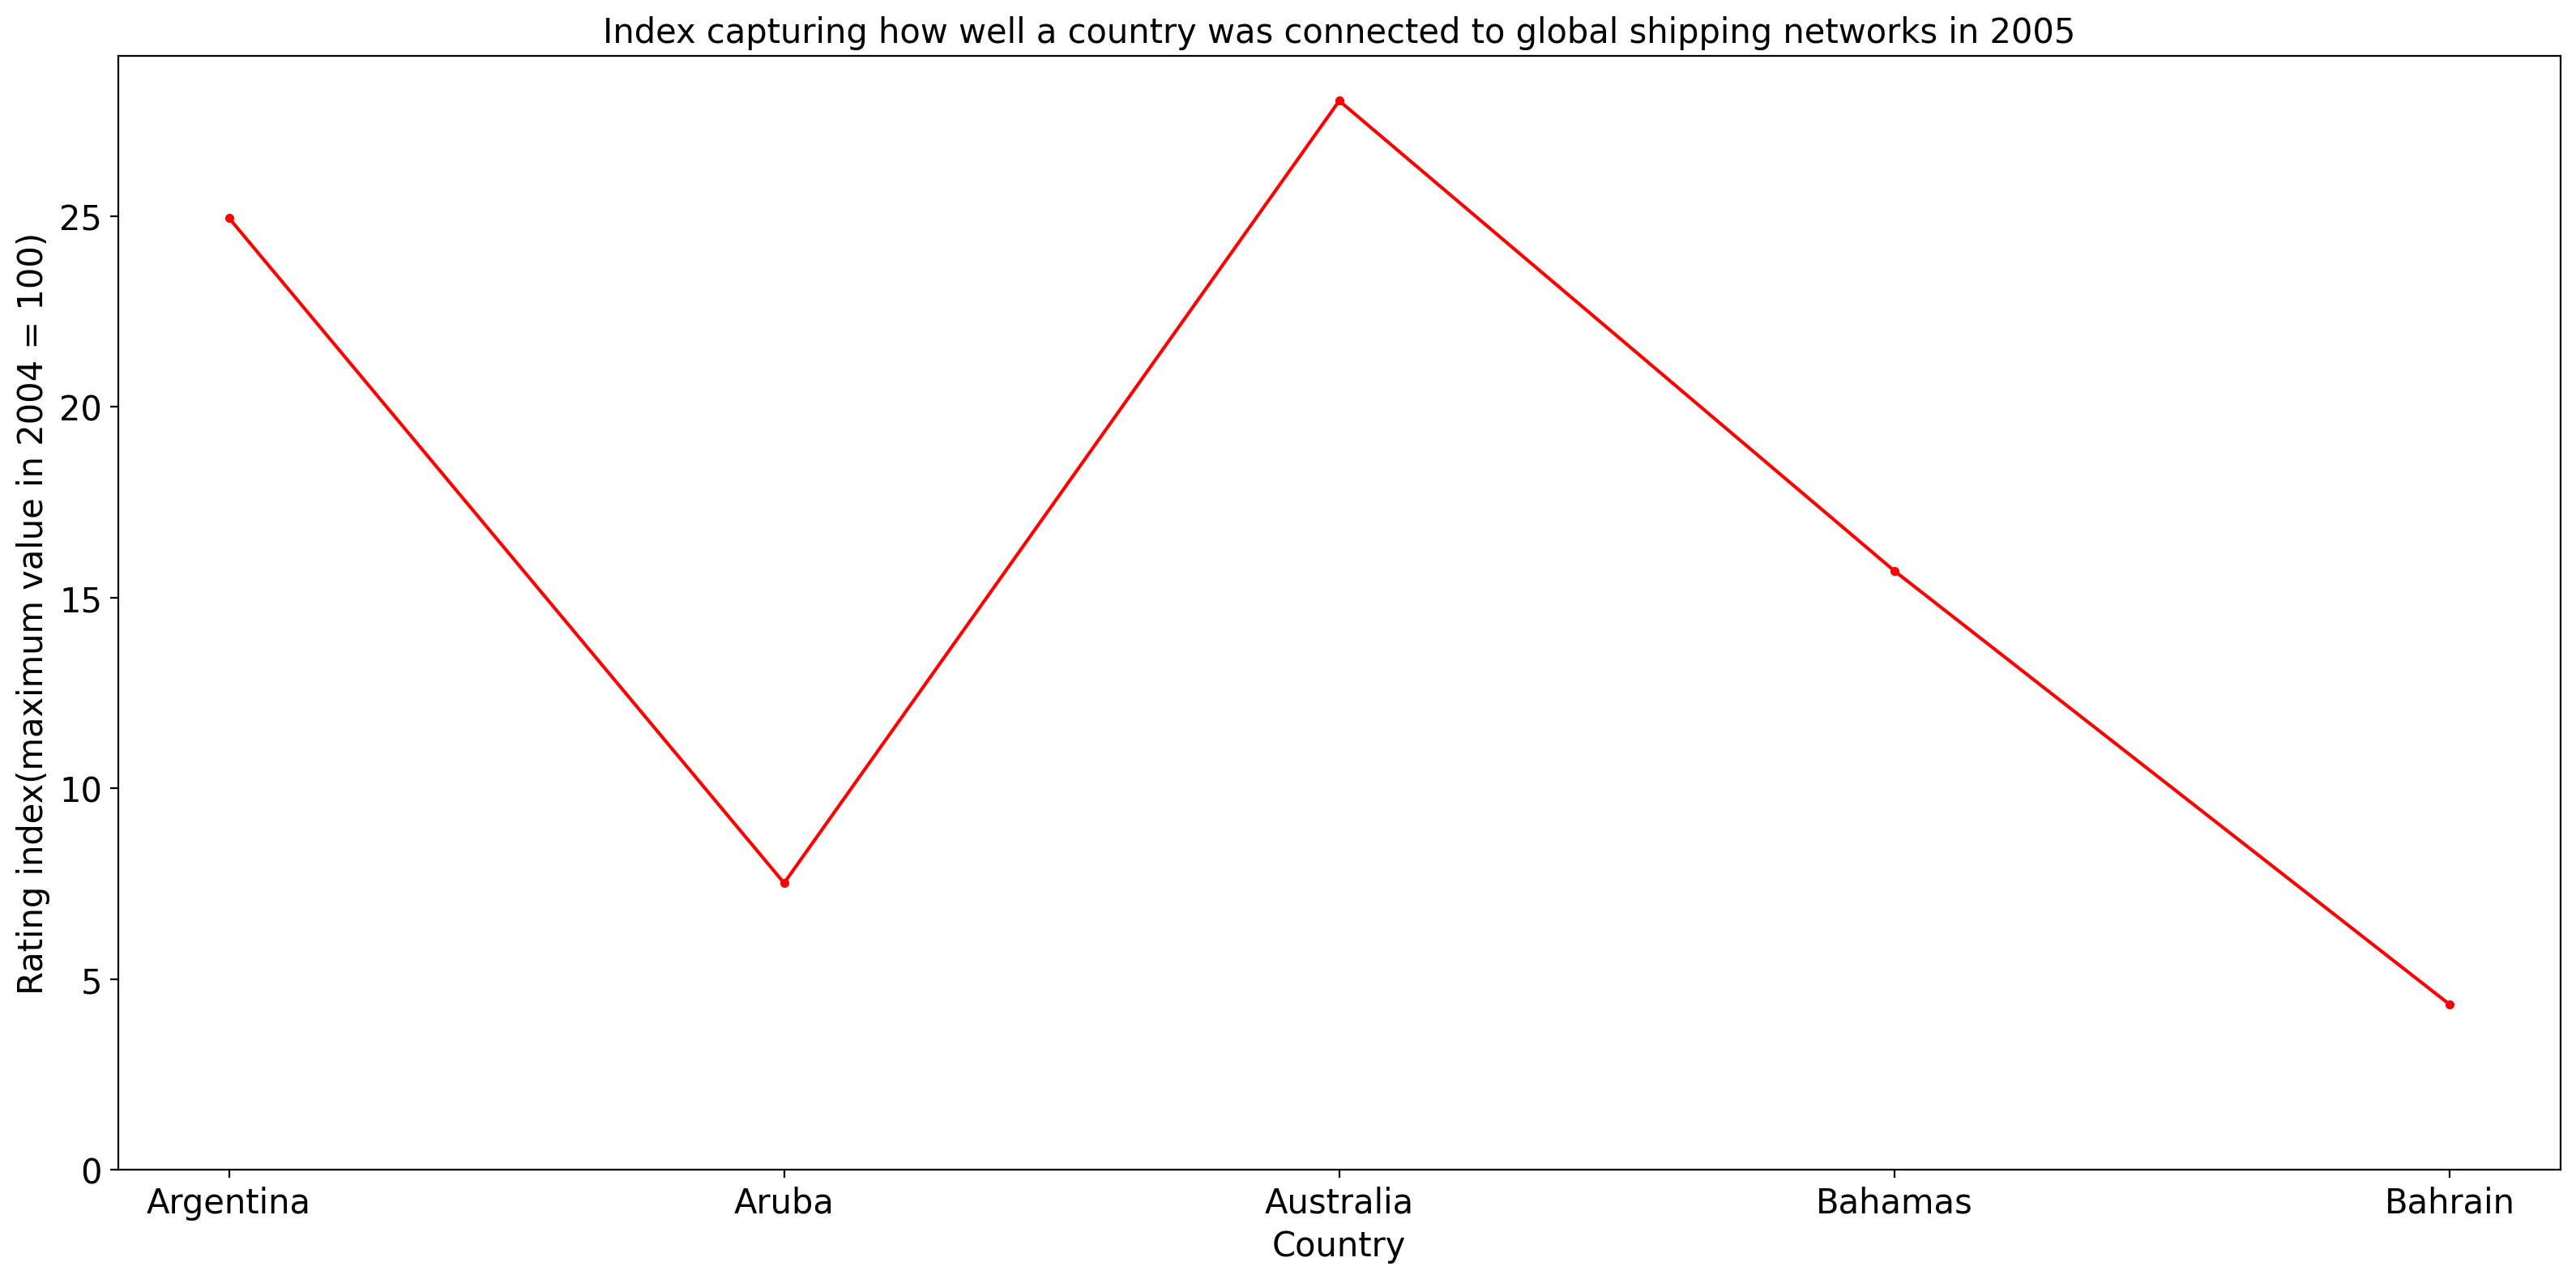 Index capturing how well a country was connected to global shipping networks in 2005
Rating index(maximum value in 2004 = 100)
25
20
15
10
5
0
Argentina Aruba Australia Bahamas Bahrain
Country